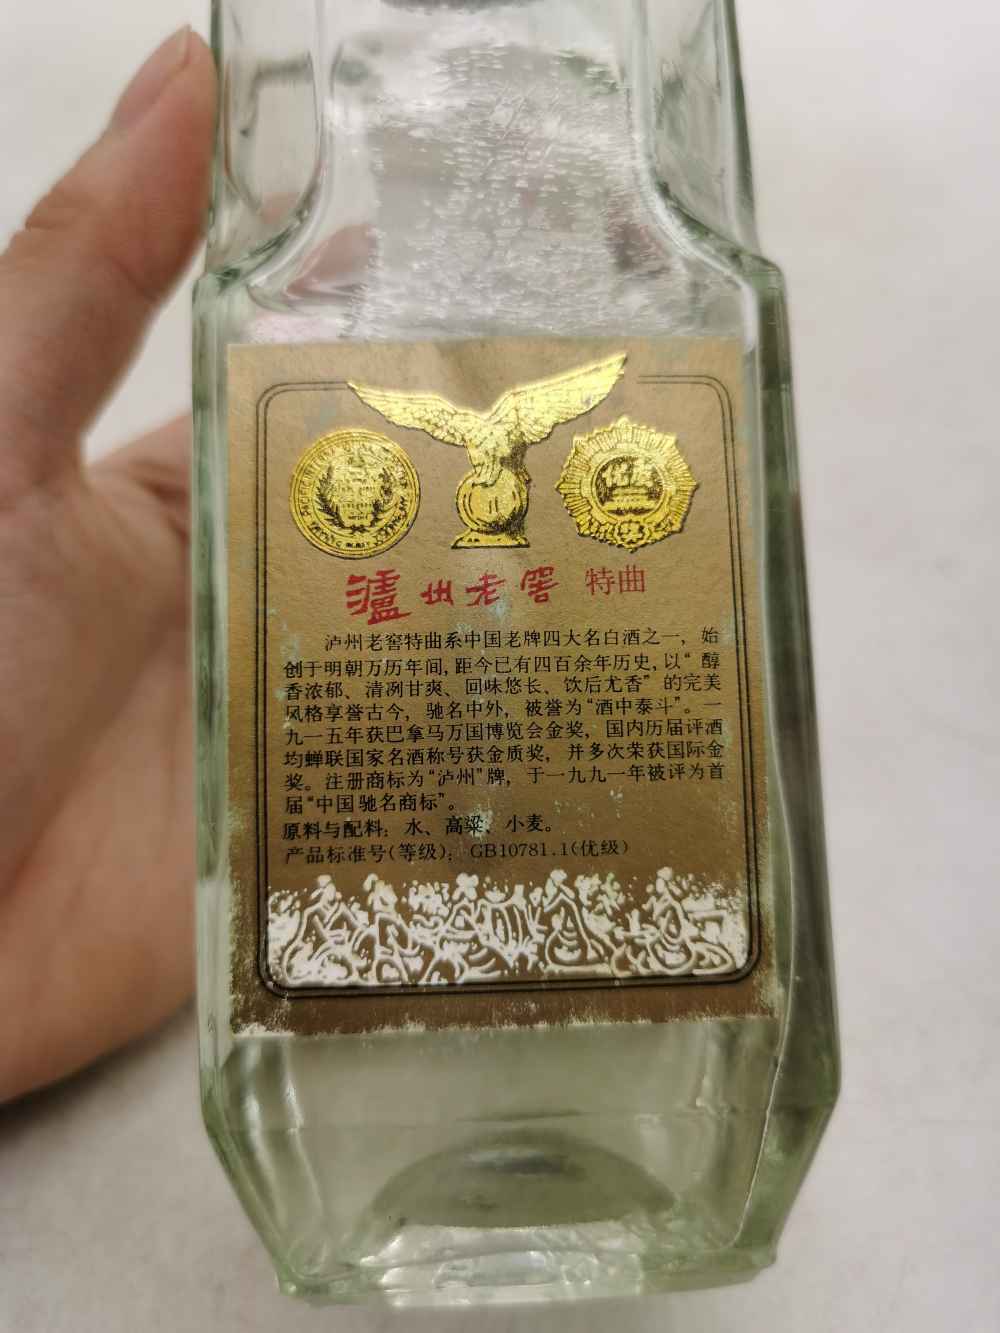 泸州老窖 特曲
泸州老窖特曲系中国老牌四大名白酒之一，始
创于明朝万历年间，距今已有四百余年历史，以“醇
香浓郁、清冽甘爽、回味悠长、饮后尤香”的完美
风格享誉古今，驰名中外，被誉为“酒中泰斗”。一
九一五年获巴拿马万国博览会金奖，国内历届评酒
均蝉联国家名酒称号获金质奖，并多次荣获国际金
奖。注册商标为“泸州”牌，于一九九一年被评为首
届“中国驰名商标”。
原料与配料：水、高粱、小麦。
产品标准号(等级)：GB10781.1(优级)